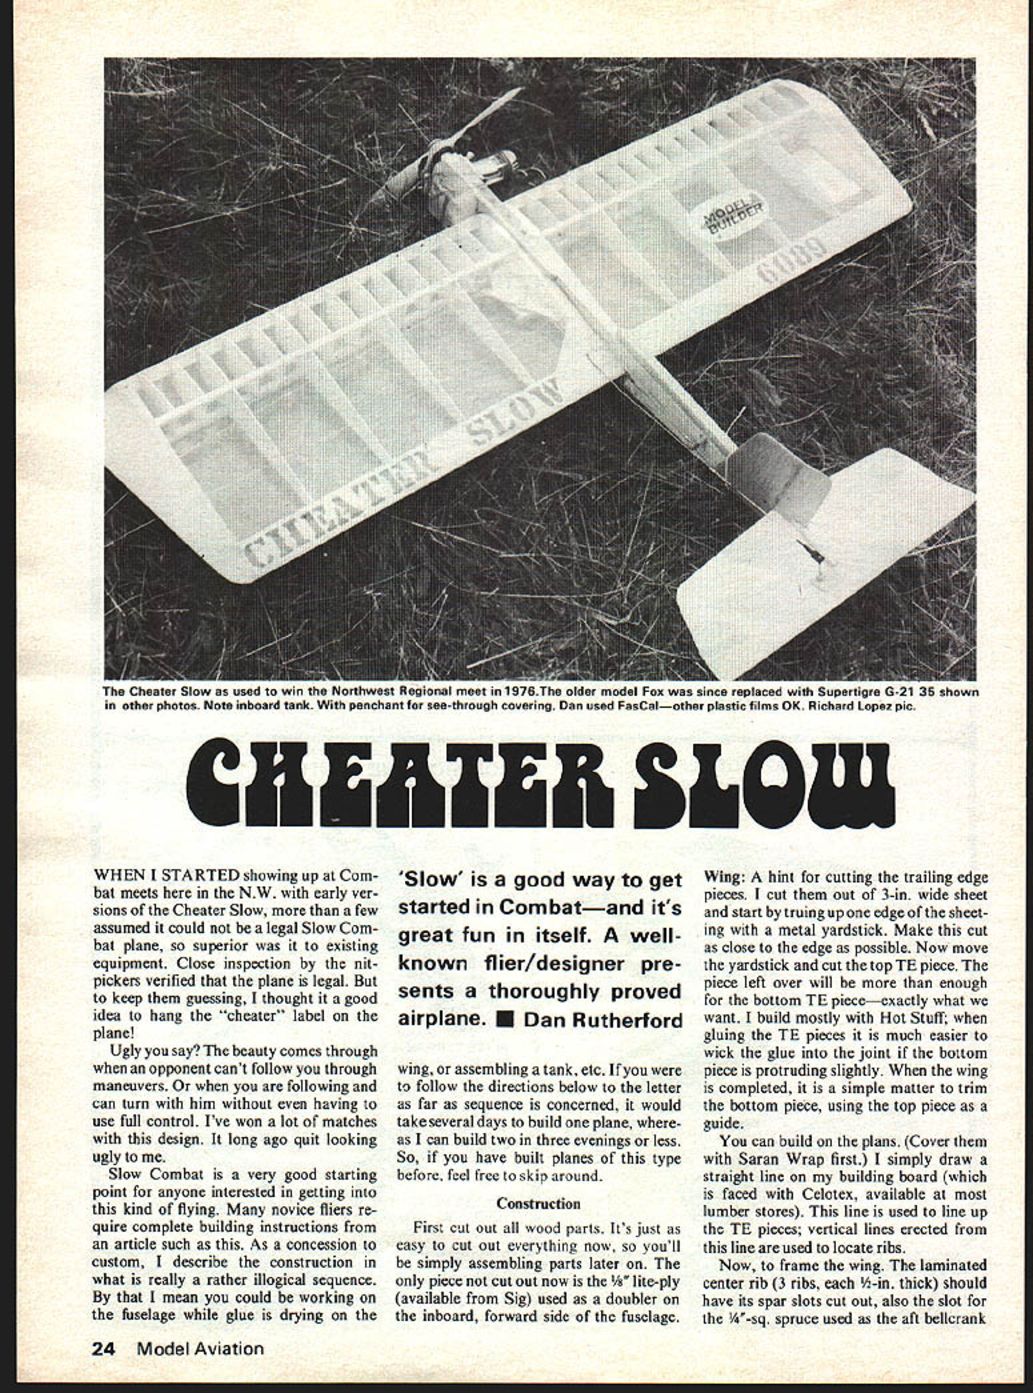 MODEL
BUILDER
6089
CHEATER SLOW
The Cheater Slow as used to win the Northwest Regional meet in 1976.The older model Fox was since replaced with Supertigre G-21 35 shown
in other photos. Note inboard tank. With penchant for see-through covering, Dan used FasCal—other plastic films OK. Richard Lopez pic.
CHEATER SLOW
WHEN I STARTED showing up at Com-
bat meets here in the N.W. with early ver-
sions of the Cheater Slow, more than a few
assumed it could not be a legal Slow Com-
bat plane, so superior was it to existing
equipment. Close inspection by the nit-
pickers verified that the plane is legal. But
to keep them guessing, I thought it a good
idea to hang the “cheater” label on the
plane!
Ugly you say? The beauty comes through
when an opponent can't follow you through
maneuvers. Or when you are following and
can turn with him without even having to
use full control. I've won a lot of matches
with this design. It long ago quit looking
ugly to me.
Slow Combat is a very good starting
point for anyone interested in getting into
this kind of flying. Many novice fliers re-
quire complete building instructions from
an article such as this. As a concession to
custom, I describe the construction in
what is really a rather illogical sequence.
By that I mean you could be working on
the fuselage while glue is drying on the
'Slow' is a good way to get
started in Combat—and it's
great fun in itself. A well-
known flier/designer pre-
sents a thoroughly proved
airplane. ■ Dan Rutherford
wing, or assembling a tank, etc. If you were
to follow the directions below to the letter
as far as sequence is concerned, it would
take several days to build one plane, where-
as I can build two in three evenings or less.
So, if you have built planes of this type
before, feel free to skip around.
Construction
First cut out all wood parts. It's just as
easy to cut out everything now, so you'll
be simply assembling parts later on. The
only piece not cut out now is the ⅛" lite-ply
(available from Sig) used as a doubler on
the inboard, forward side of the fuselage.
Wing: A hint for cutting the trailing edge
pieces. I cut them out of 3-in. wide sheet
and start by truing up one edge of the sheet-
ing with a metal yardstick. Make this cut
as close to the edge as possible. Now move
the yardstick and cut the top TE piece. The
piece left over will be more than enough
for the bottom TE piece—exactly what we
want. I build mostly with Hot Stuff; when
gluing the TE pieces it is much easier to
wick the glue into the joint if the bottom
piece is protruding slightly. When the wing
is completed, it is a simple matter to trim
the bottom piece, using the top piece as a
guide.
You can build on the plans. (Cover them
with Saran Wrap first.) I simply draw a
straight line on my building board (which
is faced with Celotex, available at most
lumber stores). This line is used to line up
the TE pieces; vertical lines erected from
this line are used to locate ribs.
Now, to frame the wing. The laminated
center rib (3 ribs, each ½-in. thick) should
have its spar slots cut out, also the slot for
the ¼"-sq. spruce used as the aft bellcrank
24 Model Aviation